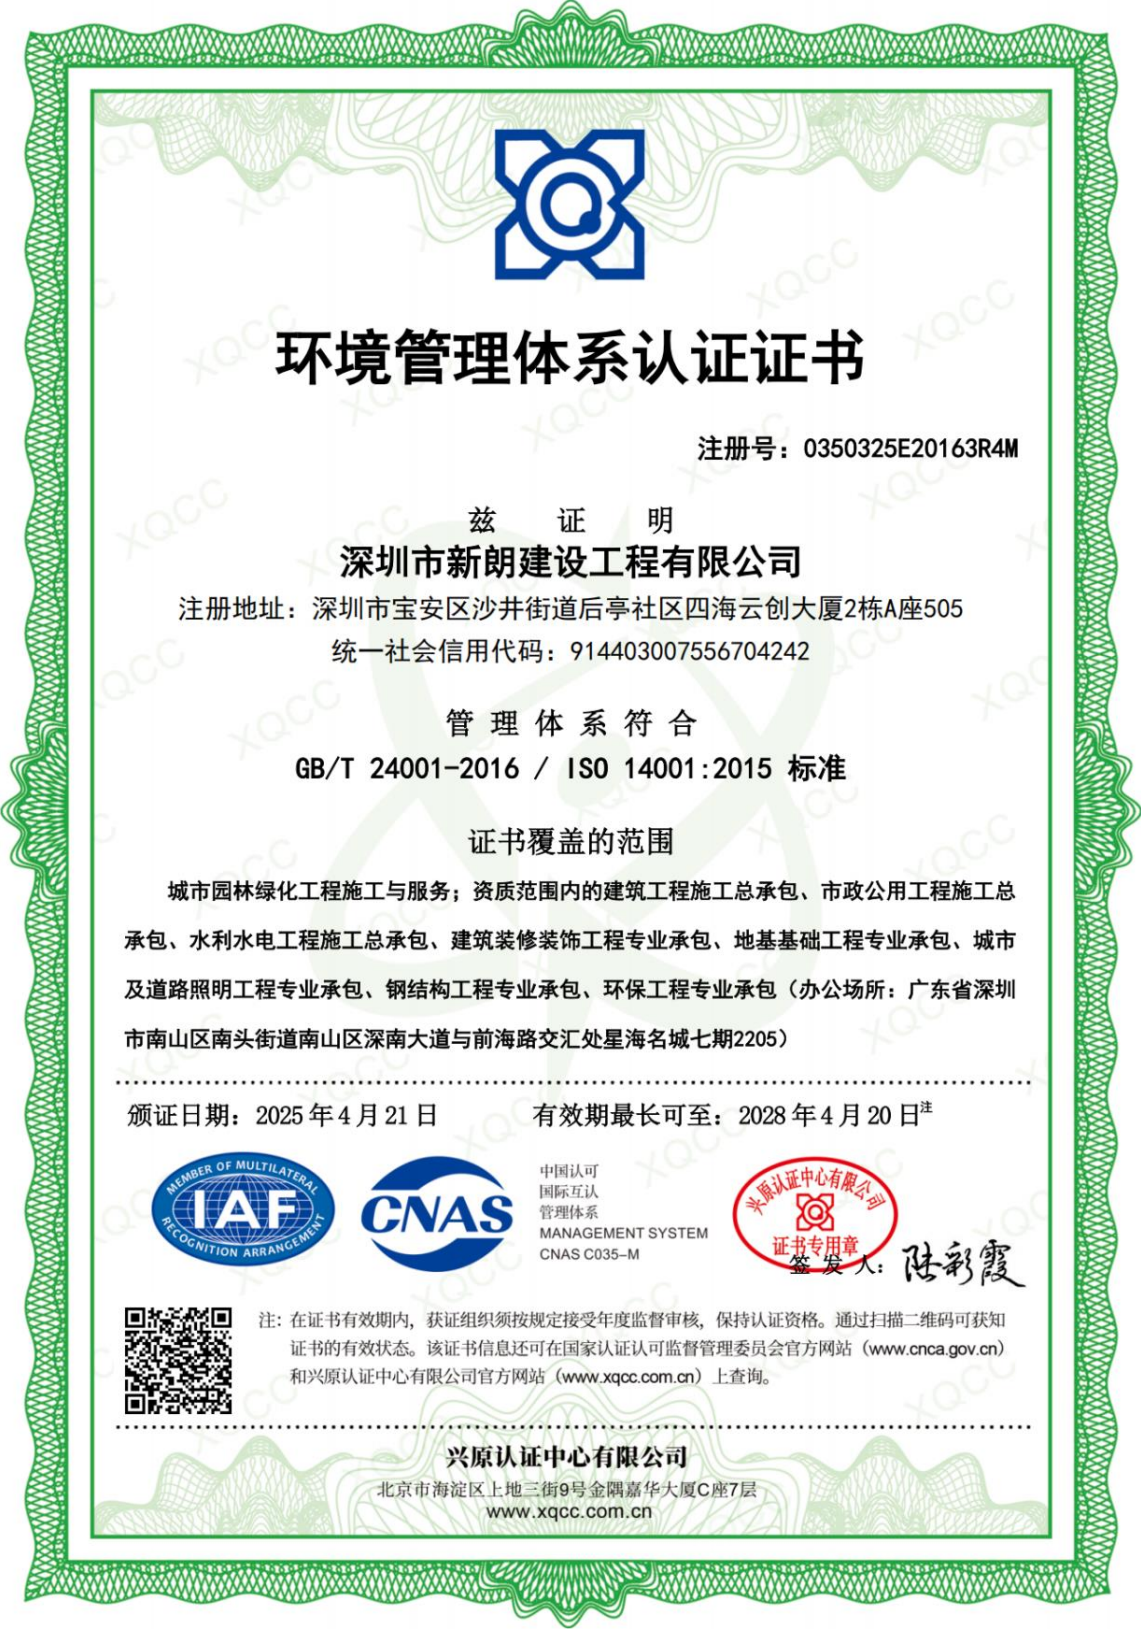 环境管理体系认证证书
注册号：0350325E20163R4M
兹 证 明
深圳市新朗建设工程有限公司
注册地址：深圳市宝安区沙井街道后亭社区四海云创大厦2栋A座505
统一社会信用代码：914403007556704242
管 理 体 系 符 合
GB/T 24001-2016 / ISO 14001:2015 标准
证书覆盖的范围
城市园林绿化工程施工与服务；资质范围内的建筑工程施工总承包、市政公用工程施工总
承包、水利水电工程施工总承包、建筑装修装饰工程专业承包、地基基础工程专业承包、城市
及道路照明工程专业承包、钢结构工程专业承包、环保工程专业承包（办公场所：广东省深圳
市南山区南头街道南山区深南大道与前海路交汇处星海名城七期2205）
颁证日期：2025 年 4 月 21 日 有效期最长可至：2028 年 4 月 20 日注
MEMBER OF MULTILATERAL
IAF
RECOGNITION ARRANGEMENT
CNAS
中国认可
国际互认
管理体系
MANAGEMENT SYSTEM
CNAS C035-M
兴原认证中心有限公司
证书专用章
签 发 人：陆彩霞
注：在证书有效期内，获证组织须按规定接受年度监督审核，保持认证资格。通过扫描二维码可获知
证书的有效状态。该证书信息还可在国家认证认可监督管理委员会官方网站（www.cnca.gov.cn）
和兴原认证中心有限公司官方网站（www.xqcc.com.cn）上查询。
兴原认证中心有限公司
北京市海淀区上地三街9号金隅嘉华大厦C座7层
www.xqcc.com.cn